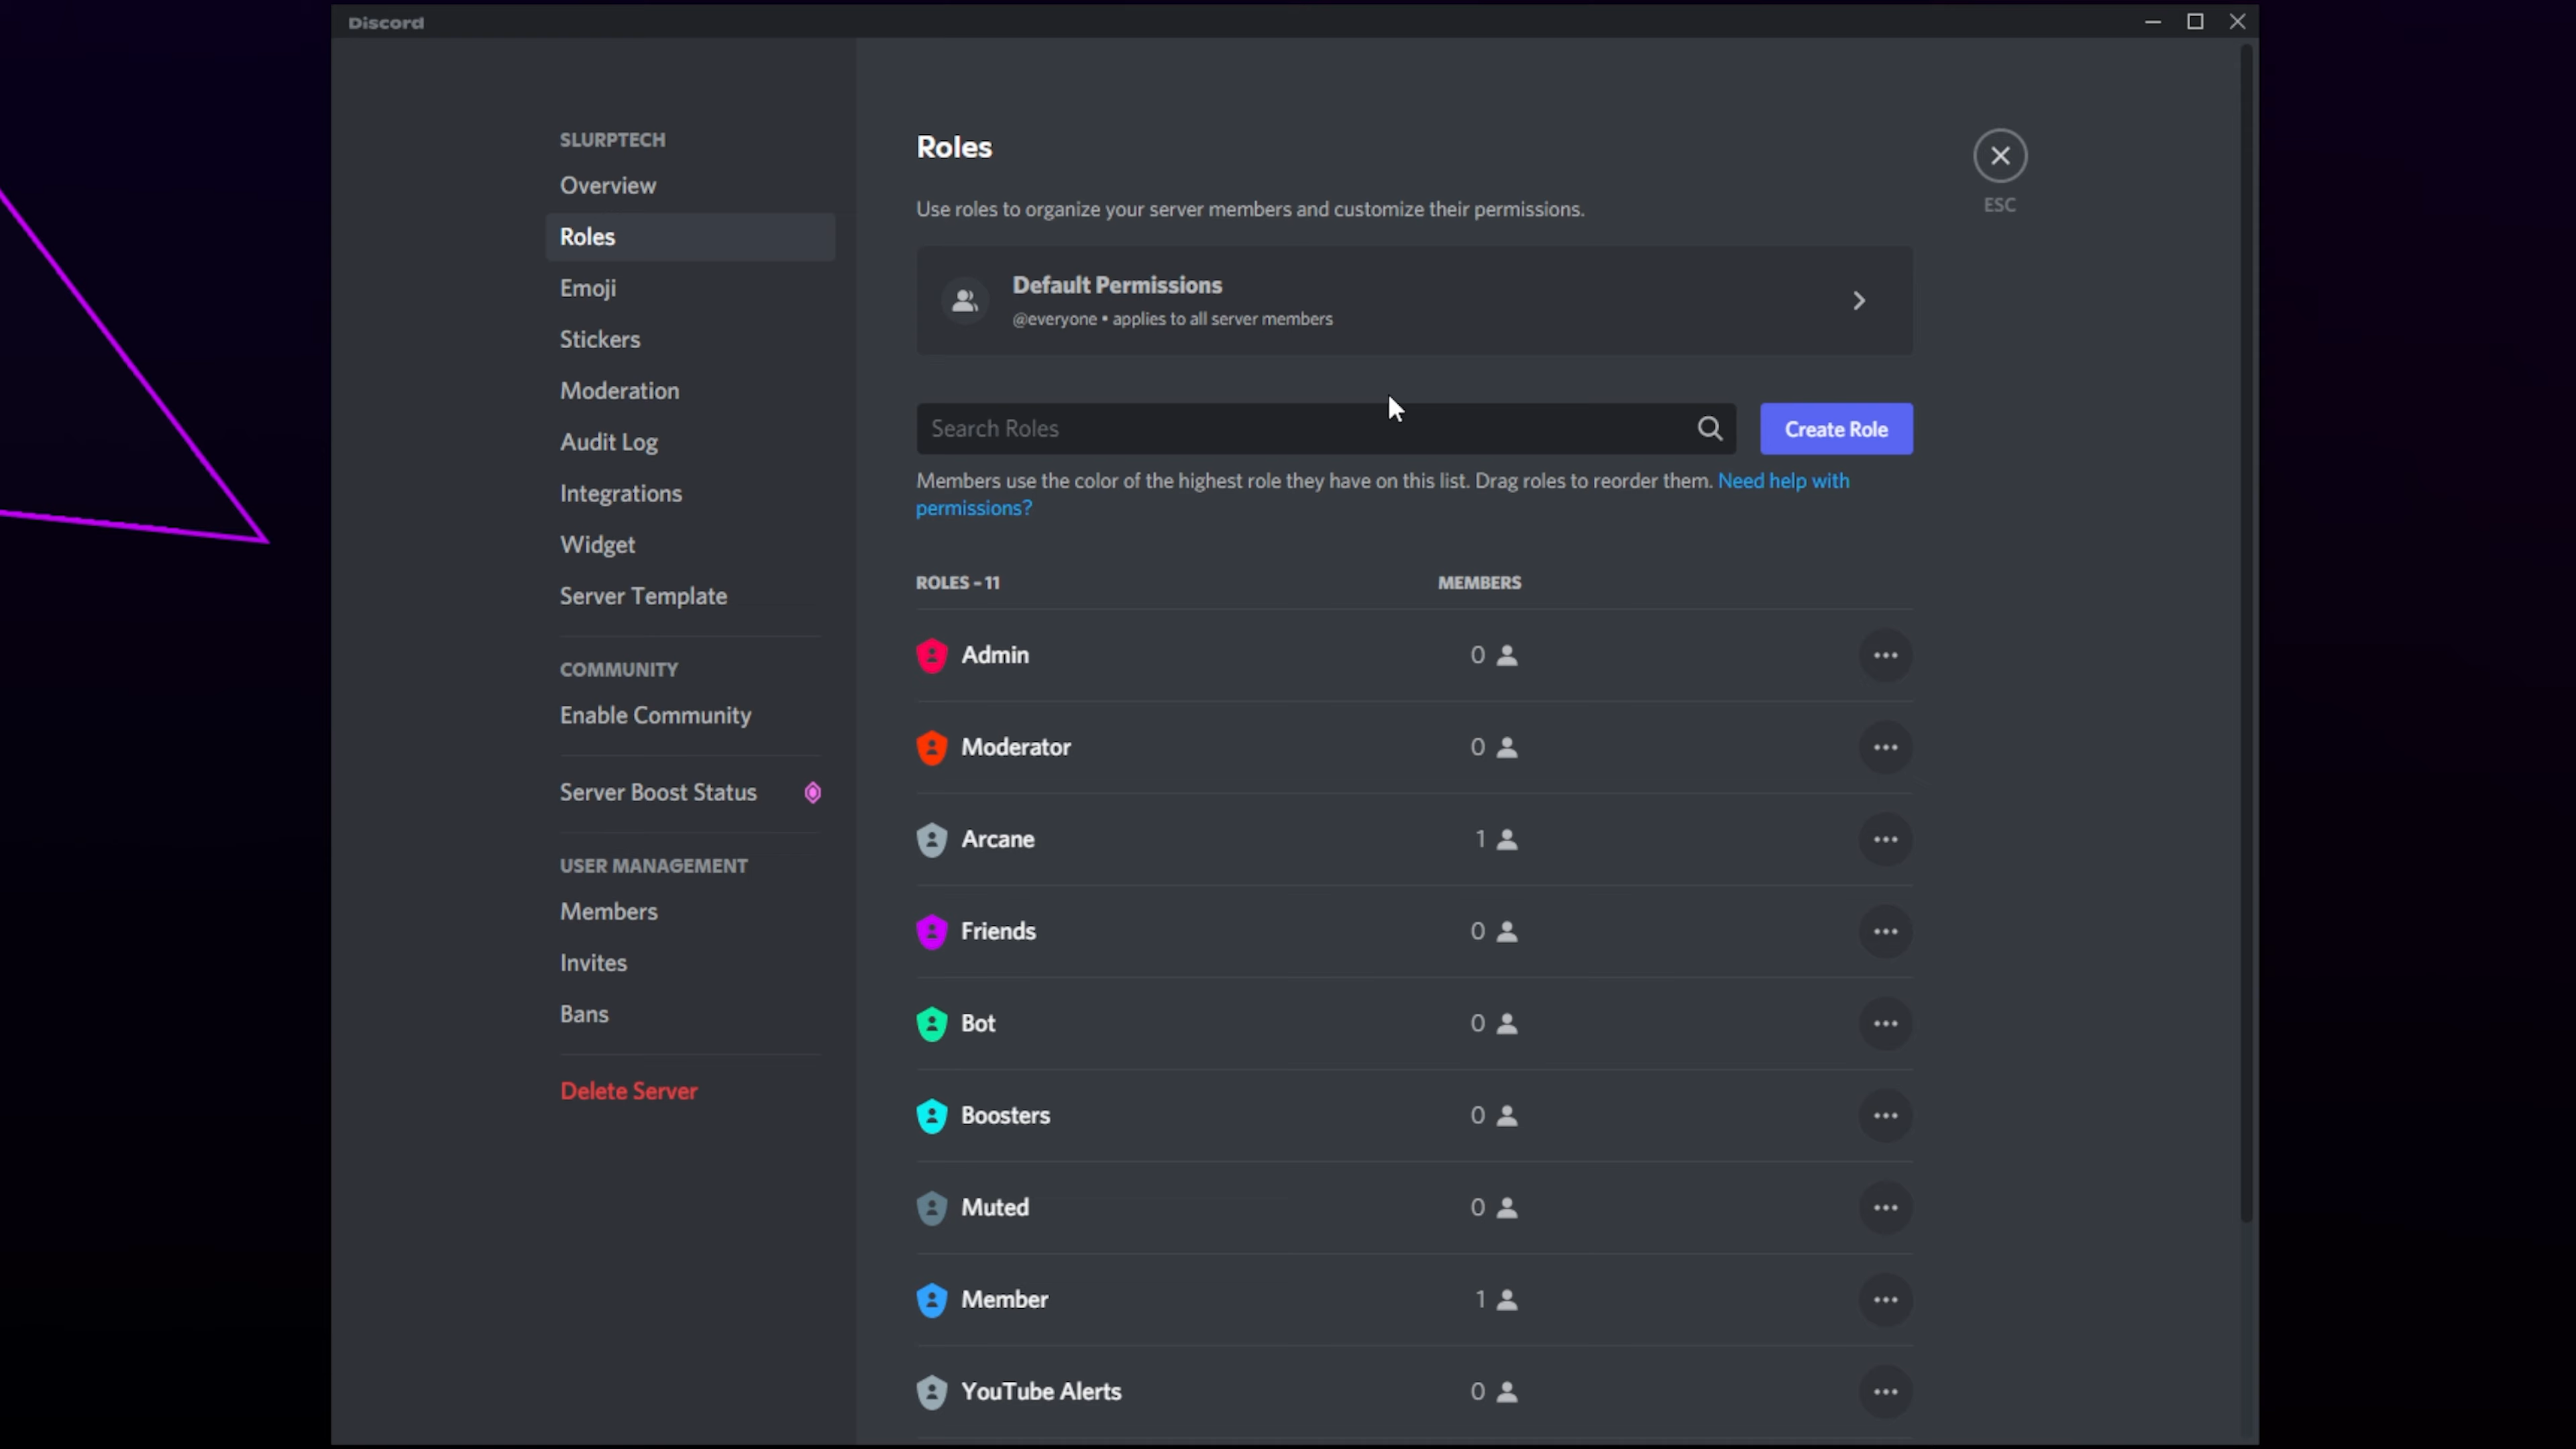 Discord
SLURPTECH
Overview
Roles
Emoji
Stickers
Moderation
Audit Log
Integrations
Widget
Server Template
COMMUNITY
Enable Community
Server Boost Status
USER MANAGEMENT
Members
Invites
Bans
Delete Server
Roles
ESC
Use roles to organize your server members and customize their permissions.
Default Permissions
@everyone • applies to all server members
Search Roles
Create Role
Members use the color of the highest role they have on this list. Drag roles to reorder them. Need help with
permissions?
ROLES – 11 MEMBERS
Admin 0
Moderator 0
Arcane 1
Friends 0
Bot 0
Boosters 0
Muted 0
Member 1
YouTube Alerts 0